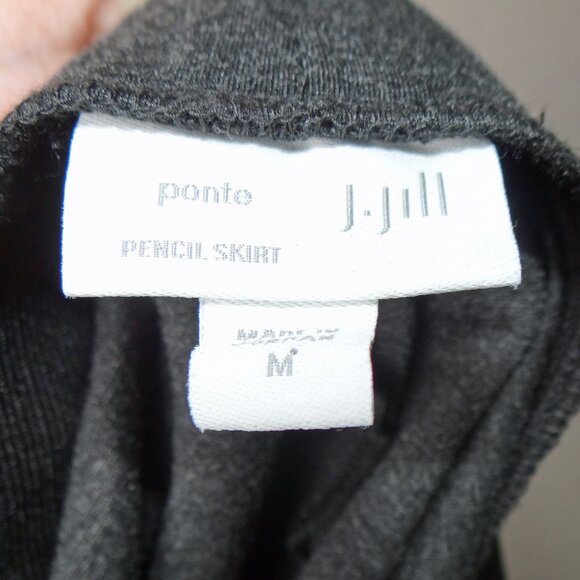 ponte
j.jill
PENCIL SKIRT
M